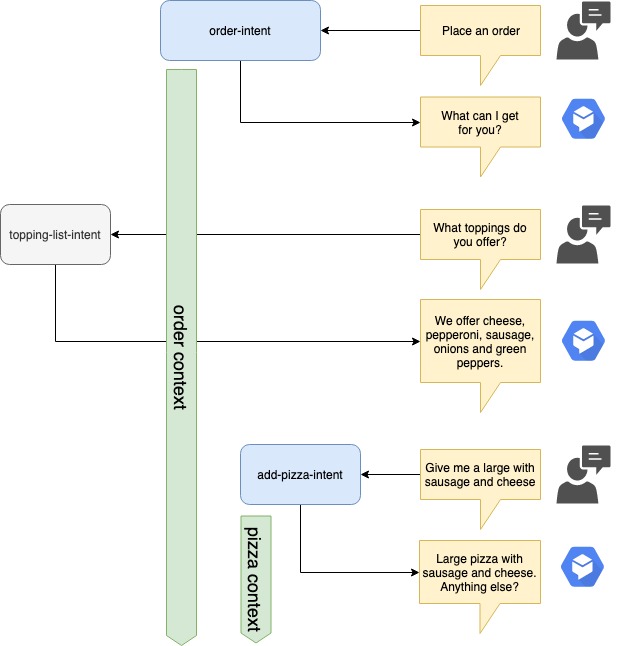 order-intent
Place an order
What can I get
for you?
topping-list-intent
What toppings do
you offer?
order context
We offer cheese,
pepperoni, sausage,
onions and green
peppers.
add-pizza-intent
Give me a large with
sausage and cheese
pizza context
Large pizza with
sausage and cheese.
Anything else?